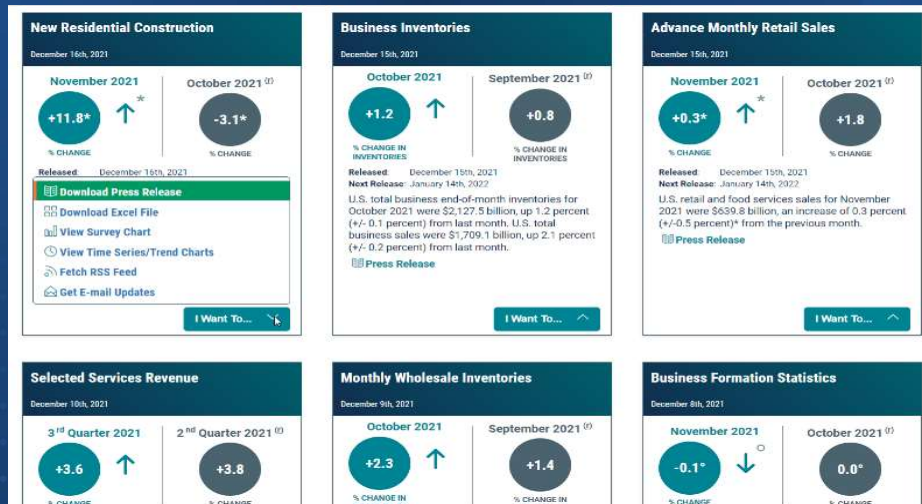 New Residential Construction
December 16th, 2021
November 2021
October 2021 (r)
+11.8*
*
-3.1*
% CHANGE
% CHANGE
Released: December 16th, 2021
Download Press Release
Download Excel File
View Survey Chart
View Time Series/Trend Charts
Fetch RSS Feed
Get E-mail Updates
I Want To...
Business Inventories
December 15th, 2021
October 2021
September 2021 (r)
+1.2
+0.8
% CHANGE IN
INVENTORIES
% CHANGE IN
INVENTORIES
Released: December 15th, 2021
Next Release: January 14th, 2022
U.S. total business end-of-month inventories for
October 2021 were $2,127.5 billion, up 1.2 percent
(+/- 0.1 percent) from last month. U.S. total
business sales were $1,709.1 billion, up 2.1 percent
(+/- 0.2 percent) from last month.
Press Release
I Want To...
Advance Monthly Retail Sales
December 15th, 2021
November 2021
October 2021 (r)
+0.3*
*
+1.8
% CHANGE
% CHANGE
Released: December 15th, 2021
Next Release: January 14th, 2022
U.S. retail and food services sales for November
2021 were $639.8 billion, an increase of 0.3 percent
(+/-0.5 percent)* from the previous month.
Press Release
I Want To...
Selected Services Revenue
December 10th, 2021
3rd Quarter 2021
2nd Quarter 2021 (r)
+3.6
+3.8
% CHANGE
% CHANGE
Monthly Wholesale Inventories
December 9th, 2021
October 2021
September 2021 (r)
+2.3
+1.4
% CHANGE IN
% CHANGE IN
Business Formation Statistics
December 8th, 2021
November 2021
October 2021 (r)
-0.1°
°
0.0°
% CHANGE
% CHANGE